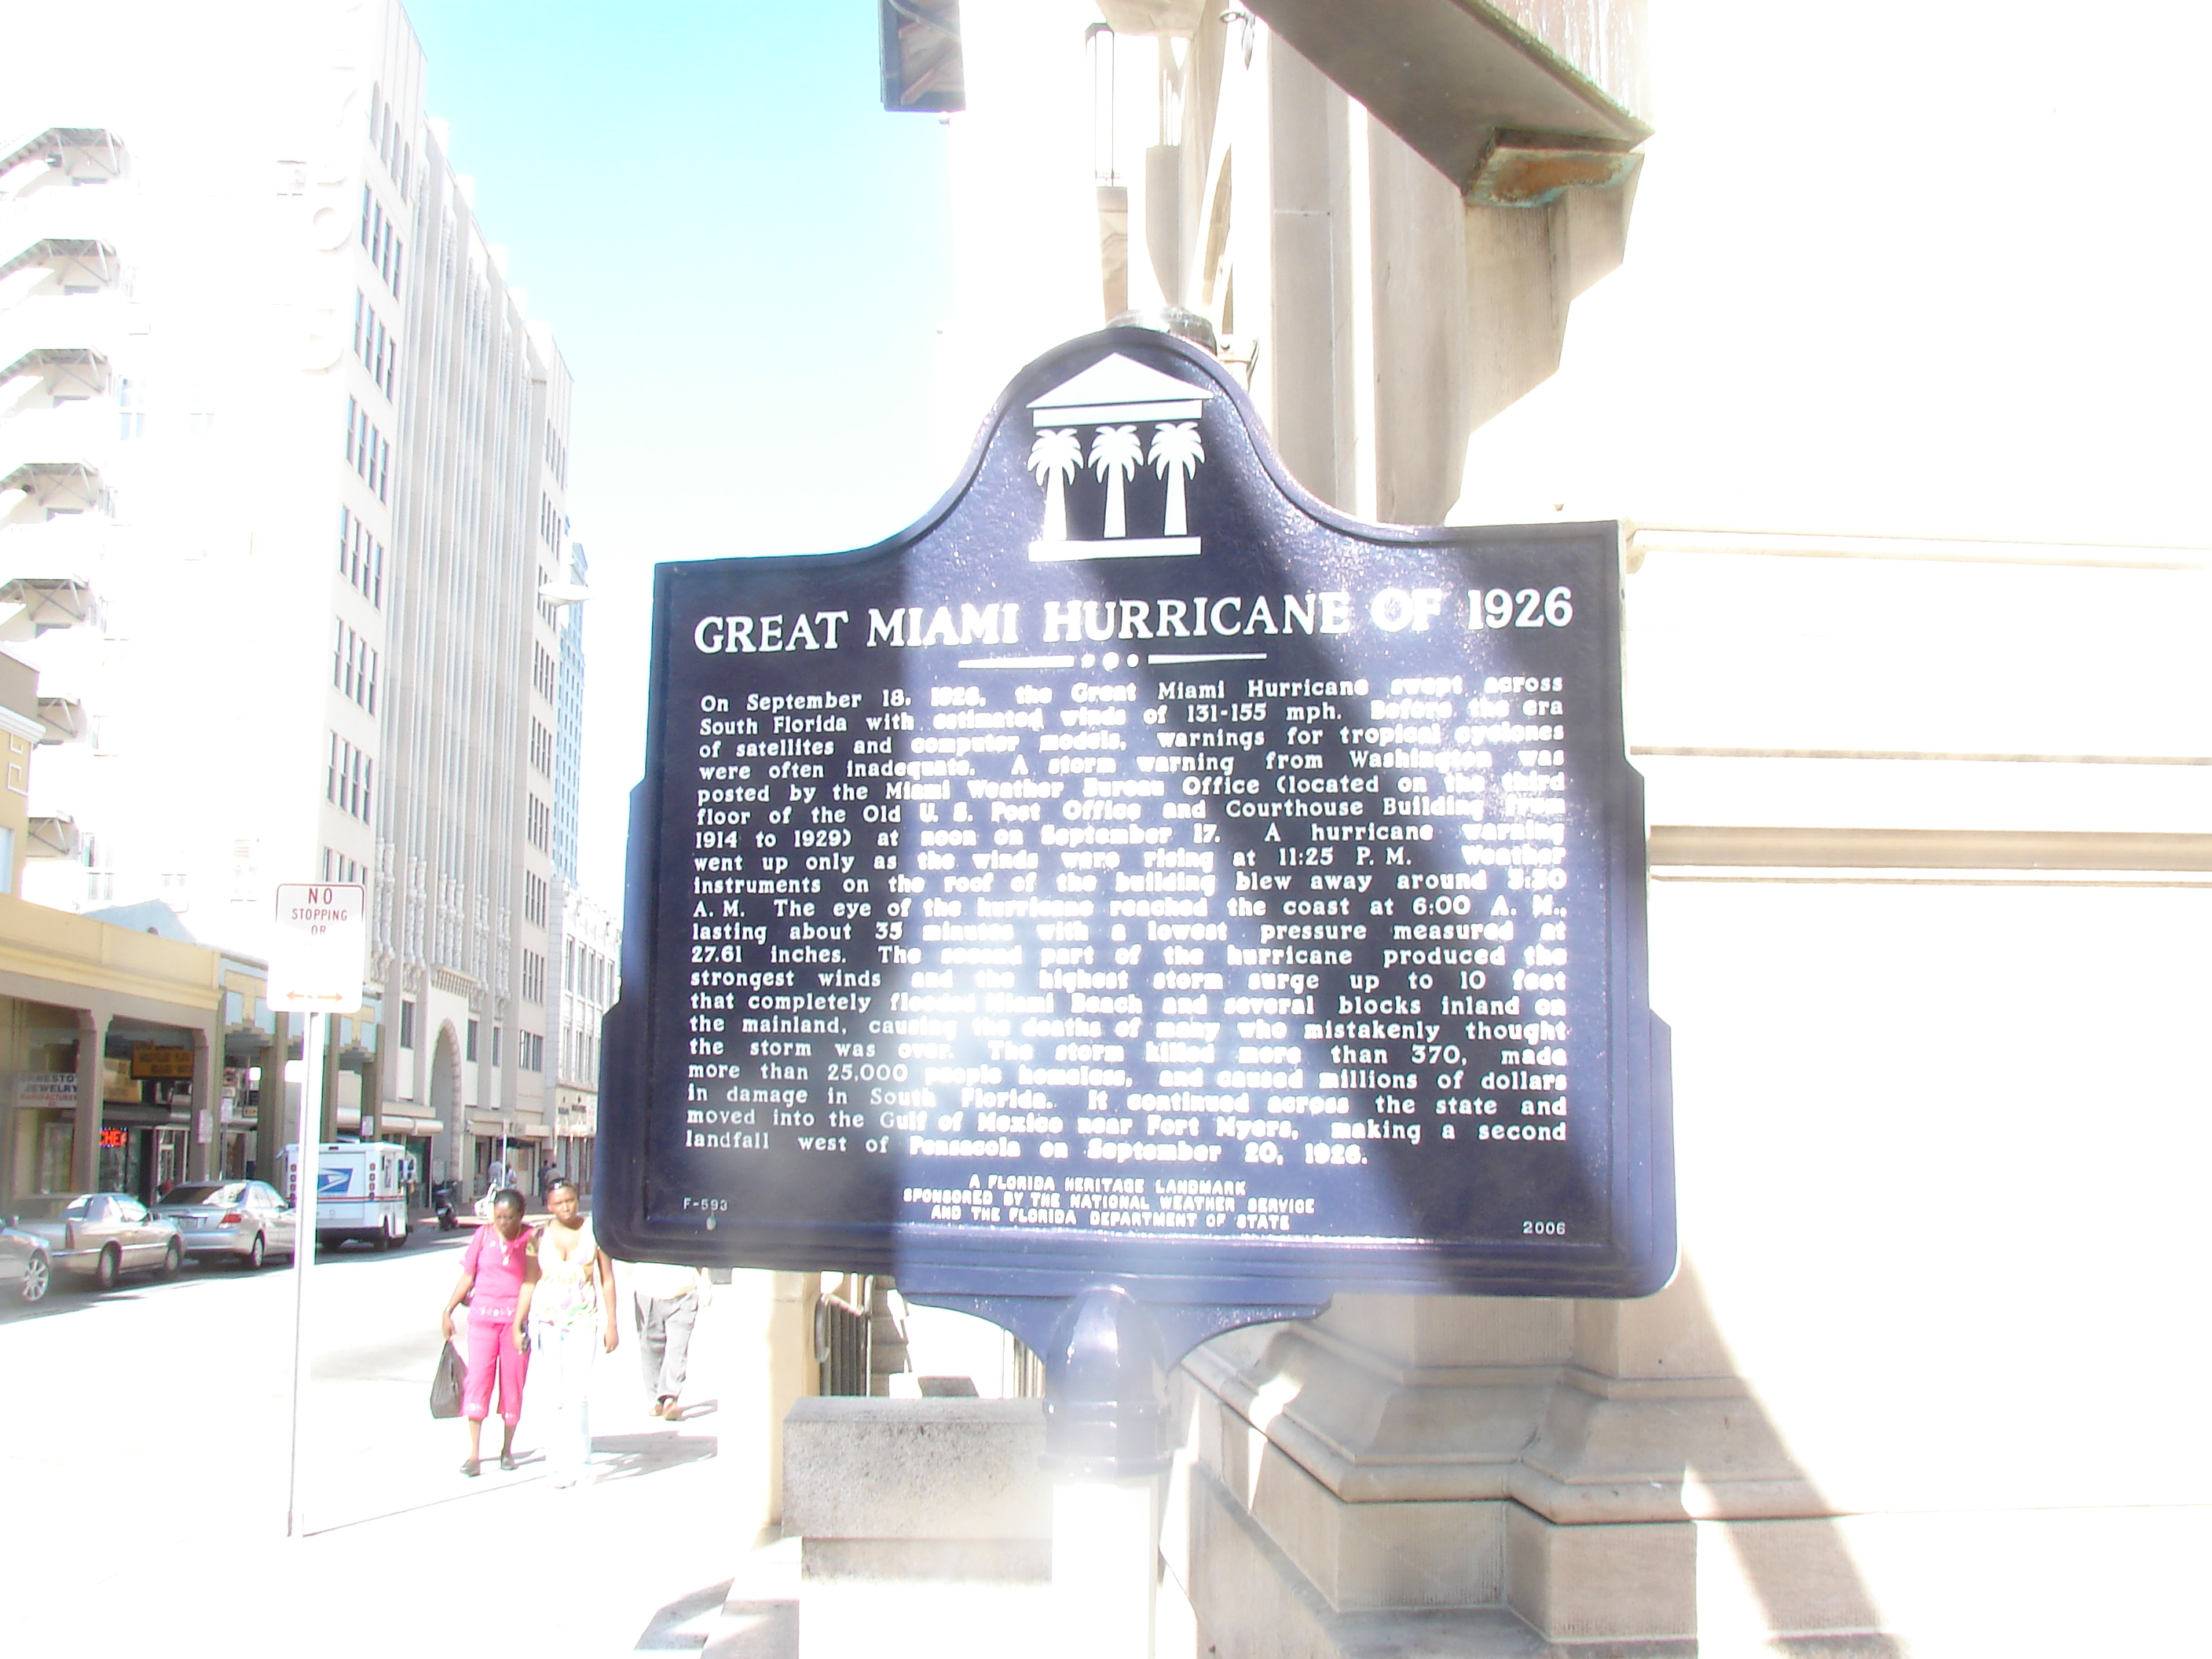 GREAT MIAMI HURRICANE OF 1926
On September 18, 1926, the Great Miami Hurricane swept across
South Florida with estimated winds of 131-155 mph. Before the era
of satellites and computer models, warnings for tropical cyclones
were often inadequate. A storm warning from Washington was
posted by the Miami Weather Bureau Office (located on the third
floor of the Old U. S. Post Office and Courthouse Building from
1914 to 1929) at noon on September 17. A hurricane warning
went up only as the winds were rising at 11:25 P. M. Weather
instruments on the roof of the building blew away around 3:30
A. M. The eye of the hurricane reached the coast at 6:00 A. M.,
lasting about 35 minutes with a lowest pressure measured at
27.61 inches. The second part of the hurricane produced the
strongest winds and the highest storm surge up to 10 feet
that completely flooded Miami Beach and several blocks inland on
the mainland, causing the deaths of many who mistakenly thought
the storm was over. The storm killed more than 370, made
more than 25,000 people homeless, and caused millions of dollars
in damage in South Florida. It continued across the state and
moved into the Gulf of Mexico near Fort Myers, making a second
landfall west of Pensacola on September 20, 1926.
A FLORIDA HERITAGE LANDMARK
SPONSORED BY THE NATIONAL WEATHER SERVICE
AND THE FLORIDA DEPARTMENT OF STATE
F-593
2006
NO
STOPPING
OR
JEWELRY